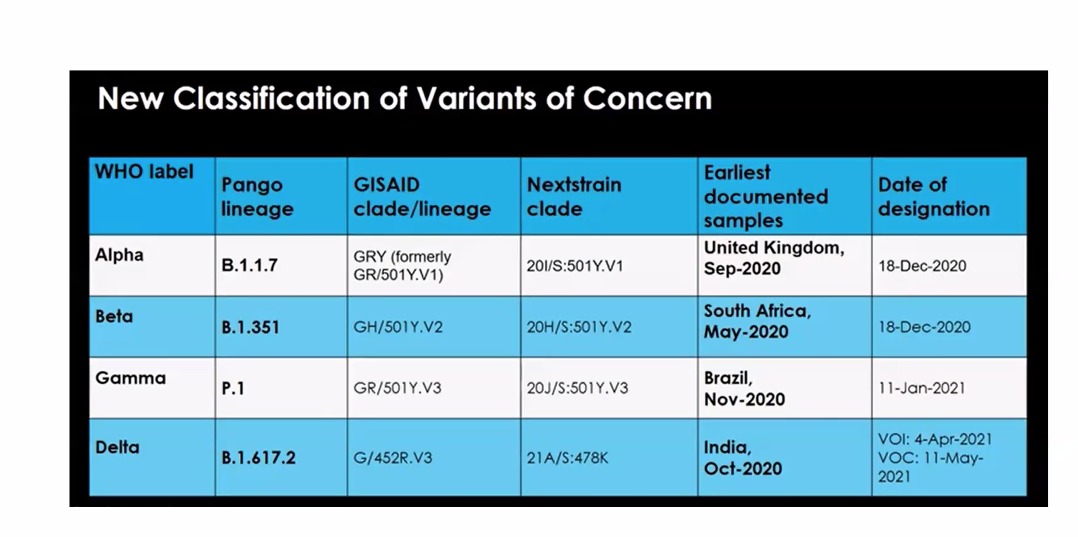 New Classification of Variants of Concern
WHO label
Pango
lineage
GISAID
clade/lineage
Nextstrain
clade
Earliest
documented
samples
Date of
designation
Alpha
B.1.1.7
GRY (formerly
GR/501Y.V1)
20I/S:501Y.V1
United Kingdom,
Sep-2020
18-Dec-2020
Beta
B.1.351
GH/501Y.V2
20H/S:501Y.V2
South Africa,
May-2020
18-Dec-2020
Gamma
P.1
GR/501Y.V3
20J/S:501Y.V3
Brazil,
Nov-2020
11-Jan-2021
Delta
B.1.617.2
G/452R.V3
21A/S:478K
India,
Oct-2020
VOI: 4-Apr-2021
VOC: 11-May-
2021